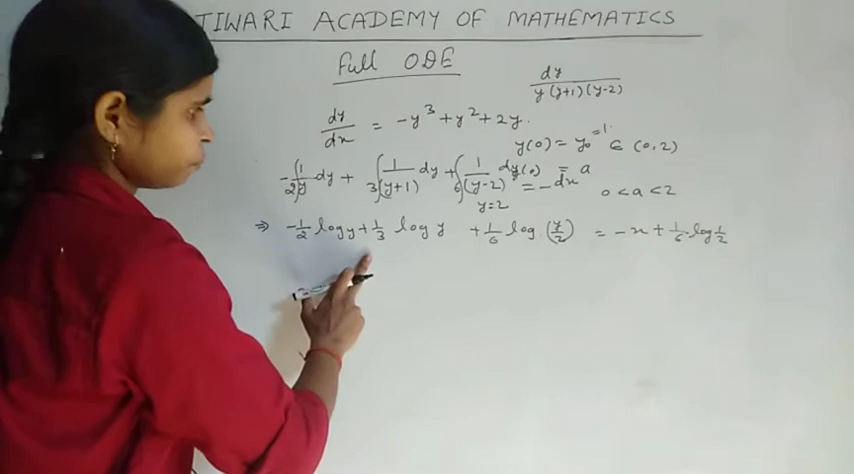 TIWARI ACADEMY OF MATHEMATICS
Full ODE
dy / y(y+1)(y-2)
dy/dx = -y³ + y² + 2y.
y(0) = y₀ = 1 ∈ (0, 2)
-∫ 1/2y dy + ∫ 1/3(y+1) dy + ∫ 1/6(y-2) dy = -dx
y(0) = a
0 < a < 2
y=2
⇒ -1/2 log y + 1/3 log y + 1/6 log (y/2) = -x + 1/6 log 1/2